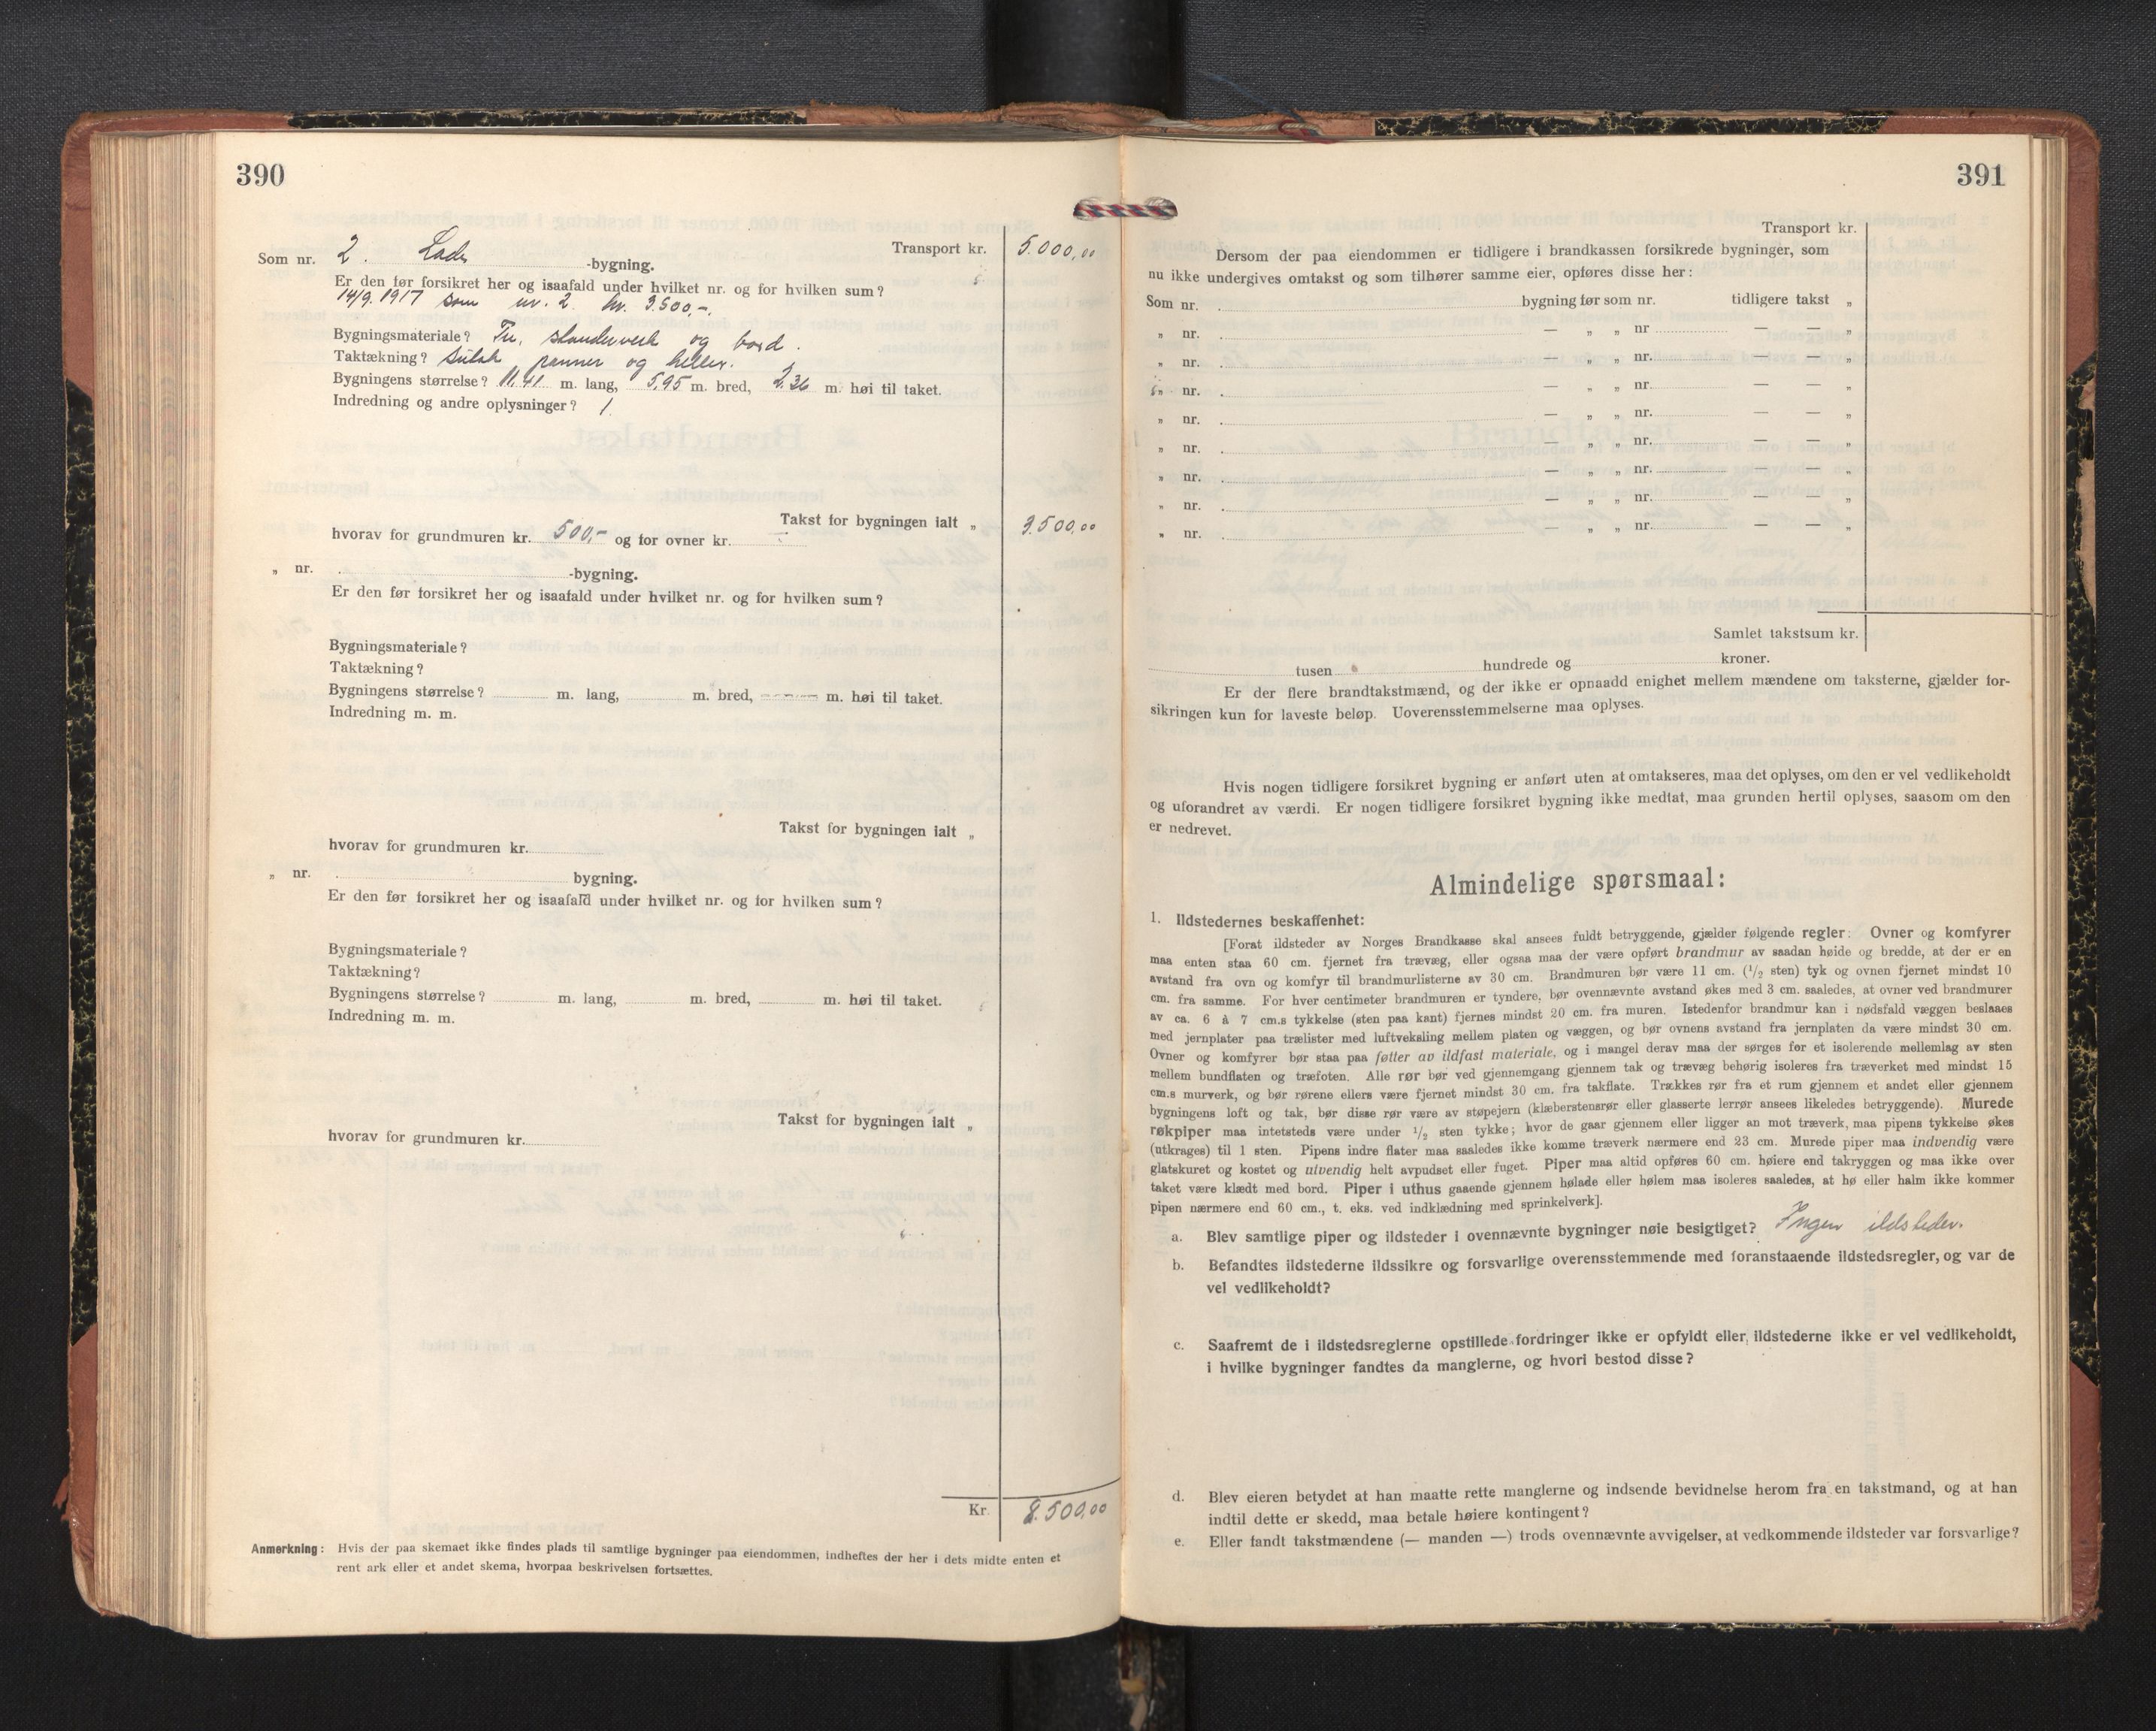 390
Som nr. 2. Lade -bygning. Transport kr. 5.000,00
Er den før forsikret her og isaafald under hvilket nr. og for hvilken sum?
14/9. 1917 som nr. 2 kr. 3.500,-.
Bygningsmateriale? Tre, standerverk og bord.
Taktækning? sulak panner og heller.
Bygningens størrelse? 11,41 m. lang, 5,95 m. bred, 2,36 m. høi til taket.
Indredning og andre oplysninger? 1.
Takst for bygningen ialt „ 3.500,00
hvorav for grundmuren kr. 500,- og for ovner kr.
„ nr. -bygning.
Er den før forsikret her og isaafald under hvilket nr. og for hvilken sum?
Bygningsmateriale?
Taktækning?
Bygningens størrelse? m. lang, m. bred, m. høi til taket.
Indredning m. m.
Takst for bygningen ialt „
hvorav for grundmuren kr.
„ nr. bygning.
Er den før forsikret her og isaafald under hvilket nr. og for hvilken sum?
Bygningsmateriale?
Taktækning?
Bygningens størrelse? m. lang, m. bred, m. høi til taket.
Indredning m. m.
Takst for bygningen ialt „
hvorav for grundmuren kr.
Kr. 8.500,00
Anmerkning: Hvis der paa skemaet ikke findes plads til samtlige bygninger paa eiendommen, indheftes der her i dets midte enten et
rent ark eller et andet skema, hvorpaa beskrivelsen fortsættes.
391
Transport kr.
Dersom der paa eiendommen er tidligere i brandkassen forsikrede bygninger, som
nu ikke undergives omtakst og som tilhører samme eier, opføres disse her:
Som nr. bygning før som nr. tidligere takst „
„ nr. — „ „ nr — — „
„ nr. — „ „ nr. — — „
„ nr. — „ „ nr. — — „
„ nr. — „ „ nr. — — „
„ nr. — „ „ nr. — — „
„ nr. — „ „ nr. — — „
„ nr. — „ „ nr. — — „
„ nr. — „ „ nr. — — „
Samlet takstsum kr.
tusen hundrede og kroner.
Er der flere brandtakstmænd, og der ikke er opnaadd enighet mellem mændene om taksterne, gjælder for-
sikringen kun for laveste beløp. Uoverensstemmelserne maa oplyses.
Hvis nogen tidligere forsikret bygning er anført uten at omtakseres, maa det oplyses, om den er vel vedlikeholdt
og uforandret av værdi. Er nogen tidligere forsikret bygning ikke medtat, maa grunden hertil oplyses, saasom om den
er nedrevet.
Almindelige spørsmaal:
1. Ildstedernes beskaffenhet:
[Forat ildsteder av Norges Brandkasse skal ansees fuldt betryggende, gjælder følgende regler: Ovner og komfyrer
maa enten staa 60 cm. fjernet fra trævæg, eller ogsaa maa der være opført brandmur av saadan høide og bredde, at der er en
avstand fra ovn og komfyr til brandmurlisterne av 30 cm. Brandmuren bør være 11 cm. (1/2 sten) tyk og ovnen fjernet mindst 10
cm. fra samme. For hver centimeter brandmuren er tyndere, bør ovennævnte avstand økes med 3 cm. saaledes, at ovner ved brandmurer
av ca. 6 à 7 cm.s tykkelse (sten paa kant) fjernes mindst 20 cm. fra muren. Istedenfor brandmur kan i nødsfald væggen beslaaes
med jernplater paa trælister med luftveksling mellem platen og væggen, og bør ovnens avstand fra jernplaten da være mindst 30 cm.
Ovner og komfyrer bør staa paa føtter av ildfast materiale, og i mangel derav maa der sørges for et isolerende mellemlag av sten
mellem bundflaten og træfoten. Alle rør bør ved gjennemgang gjennem tak og trævæg behørig isoleres fra træverket med mindst 15
cm.s murverk, og bør rørene ellers være fjernet mindst 30 cm. fra takflate. Trækkes rør fra et rum gjennem et andet eller gjennem
bygningens loft og tak, bør disse rør være av støpejern (klæberstensrør eller glasserte lerrør ansees likeledes betryggende). Murede
røkpiper maa intetsteds være under 1/2 sten tykke; hvor de gaar gjennem eller ligger an mot træverk, maa pipens tykkelse økes
(utkrages) til 1 sten. Pipens indre flater maa saaledes ikke komme træverk nærmere end 23 cm. Murede piper maa indvendig være
glatskuret og kostet og utvendig helt avpudset eller fuget. Piper maa altid opføres 60 cm. høiere end takryggen og maa ikke over
taket være klædt med bord. Piper i uthus gaaende gjennem hølade eller hølem maa isoleres saaledes, at hø eller halm ikke kommer
pipen nærmere end 60 cm., t. eks. ved indklædning med sprinkelverk].
a. Blev samtlige piper og ildsteder i ovennævnte bygninger nøie besigtiget? Ingen ildsteder.
b. Befandtes ildstederne ildssikre og forsvarlige overensstemmende med foranstaaende ildstedsregler, og var de
vel vedlikeholdt?
c. Saafremt de i ildstedsreglerne opstillede fordringer ikke er opfyldt eller ildstederne ikke er vel vedlikeholdt,
i hvilke bygninger fandtes da manglerne, og hvori bestod disse?
d. Blev eieren betydet at han maatte rette manglerne og indsende bevidnelse herom fra en takstmand, og at han
indtil dette er skedd, maa betale høiere kontingent?
e. Eller fandt takstmændene (— manden —) trods ovennævnte avvigelser, at vedkommende ildsteder var forsvarlige?